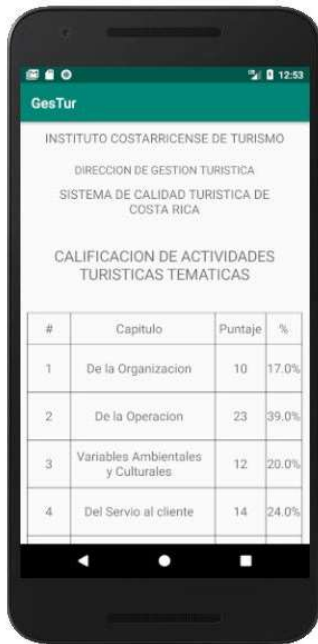 12:53
GesTur
INSTITUTO COSTARRICENSE DE TURISMO
DIRECCION DE GESTION TURISTICA
SISTEMA DE CALIDAD TURISTICA DE
COSTA RICA
CALIFICACION DE ACTIVIDADES
TURISTICAS TEMATICAS
# Capitulo Puntaje %
1 De la Organizacion 10 17.0%
2 De la Operacion 23 39.0%
3 Variables Ambientales
y Culturales 12 20.0%
4 Del Servio al cliente 14 24.0%